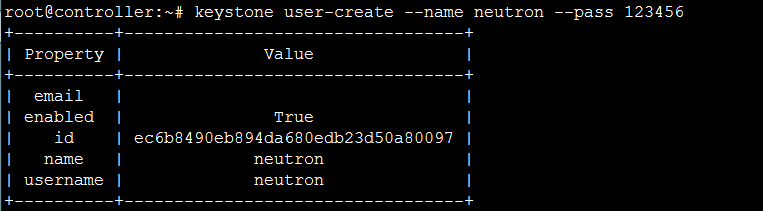 root@controller:~# keystone user-create --name neutron --pass 123456
+----------+----------------------------------+
| Property |              Value               |
+----------+----------------------------------+
|  email   |                                  |
| enabled  |               True               |
|    id    | ec6b8490eb894da680edb23d50a80097 |
|   name   |             neutron              |
| username |             neutron              |
+----------+----------------------------------+